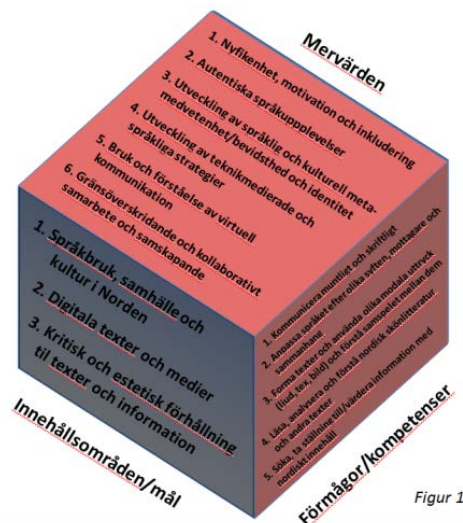 Mervärden
1. Nyfikenhet, motivation och inkludering
2. Autentiska språkupplevelser
3. Utveckling av språklig och kulturell meta-
medvetenhet/bevidsthed och identitet
4. Utveckling av teknikmedierade och
språkliga strategier
5. Bruk och förståelse av virtuell
kommunikation
6. Gränsöverskridande och kollaborativt
samarbete och samskapande
1. Språkbruk, samhälle och
kultur i Norden
2. Digitala texter och medier
3. Kritisk och estetisk förhållning
til texter och information
Innehållsområden/mål
1. Kommunicera muntligt och skriftligt
2. Anpassa språket efter olika syften, mottagare och
sammanhang
3. Forma texter och använda olika modala uttryck
(ljud, tex, bild) och förstå samspelet mellan dem
4. Läsa, analysera och förstå nordisk skönlitteratur.
och andra texter
5. Söka, ta ställning till/värdera information med
nordiskt innehåll
Förmågor/kompetenser
Figur 1